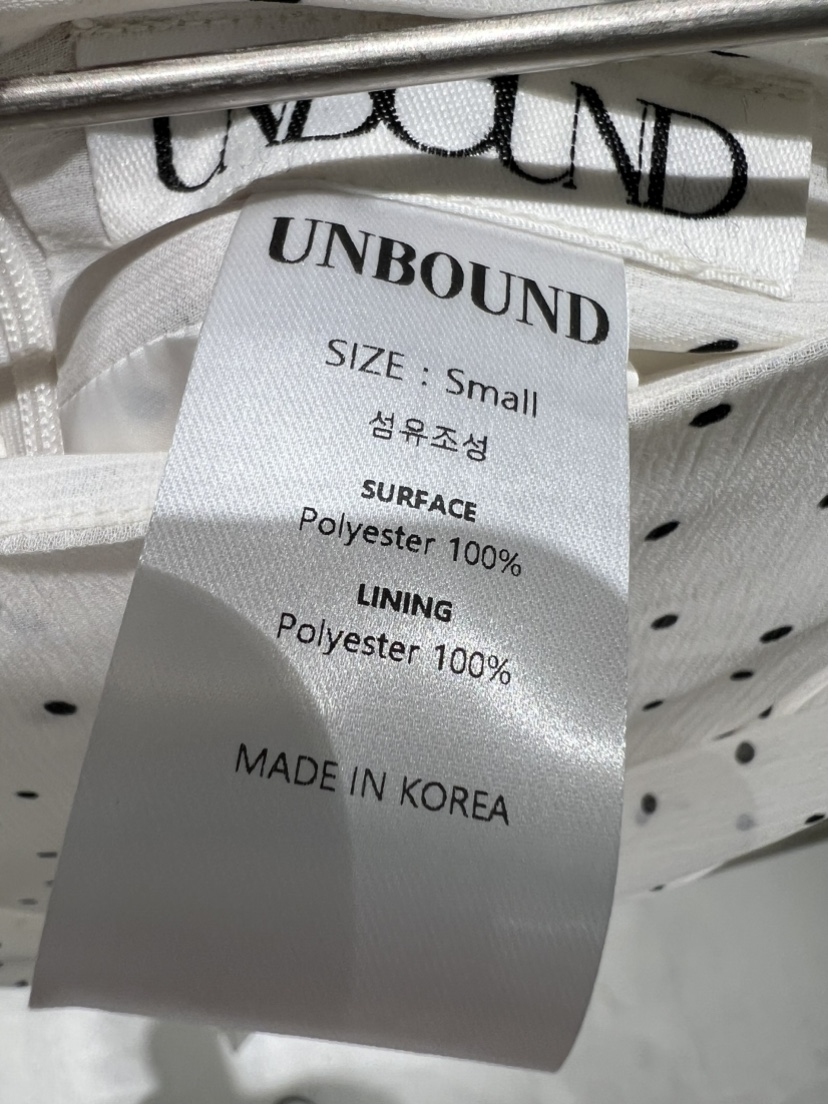 UNBOUND
UNBOUND
SIZE : Small
섬유조성
SURFACE
Polyester 100%
LINING
Polyester 100%
MADE IN KOREA